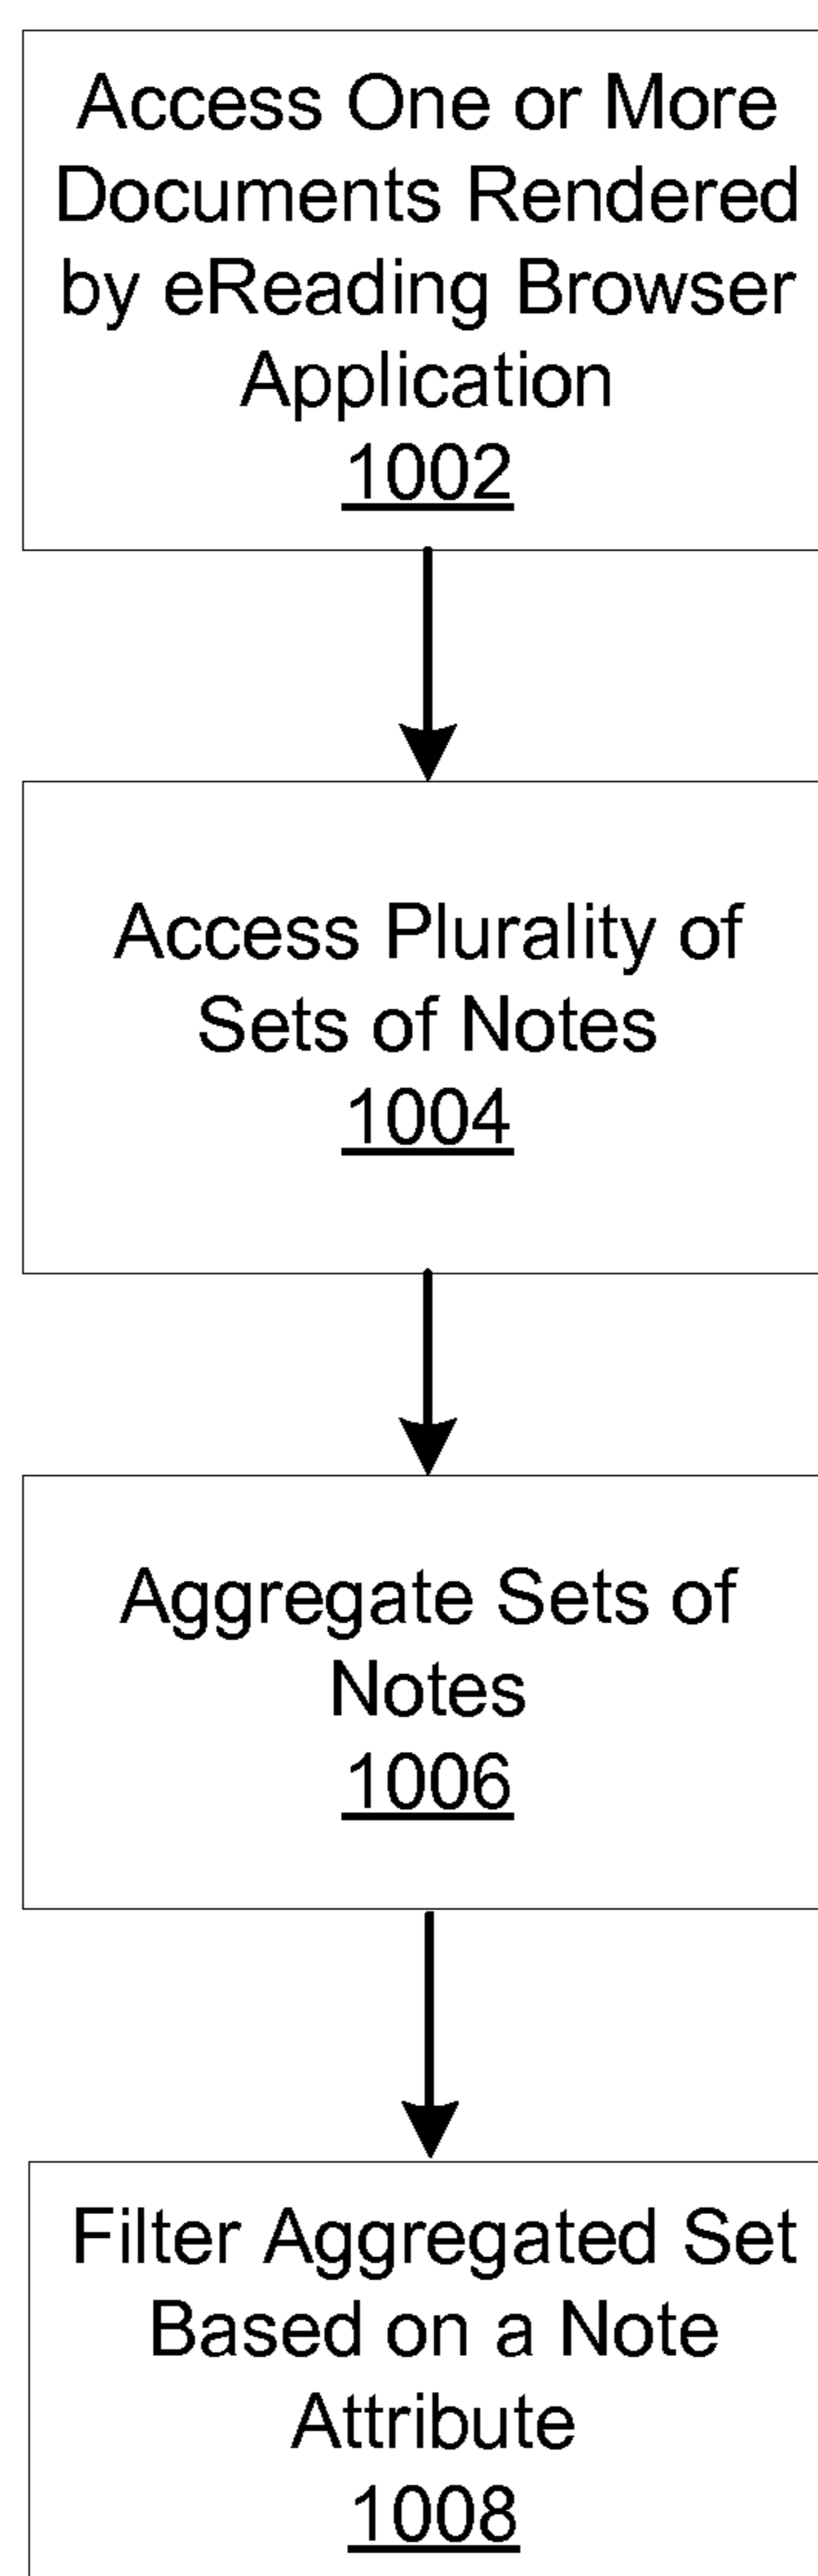 Access One or More
Documents Rendered
by eReading Browser
Application
1002
Access Plurality of
Sets of Notes
1004
Aggregate Sets of
Notes
1006
Filter Aggregated Set
Based on a Note
Attribute
1008